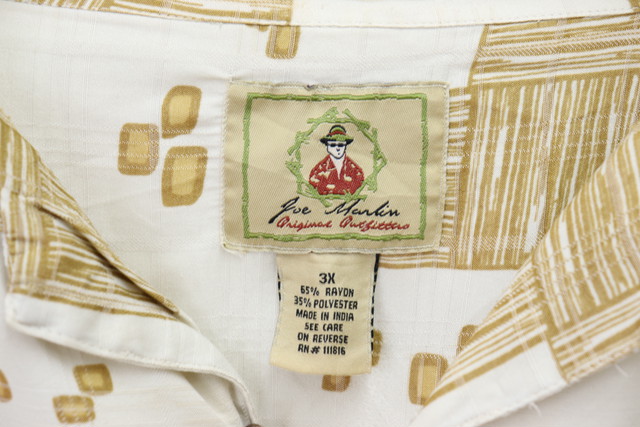 Joe Marlin
Original Outfitters
3X
65% RAYON
35% POLYESTER
MADE IN INDIA
SEE CARE
ON REVERSE
RN# 111816